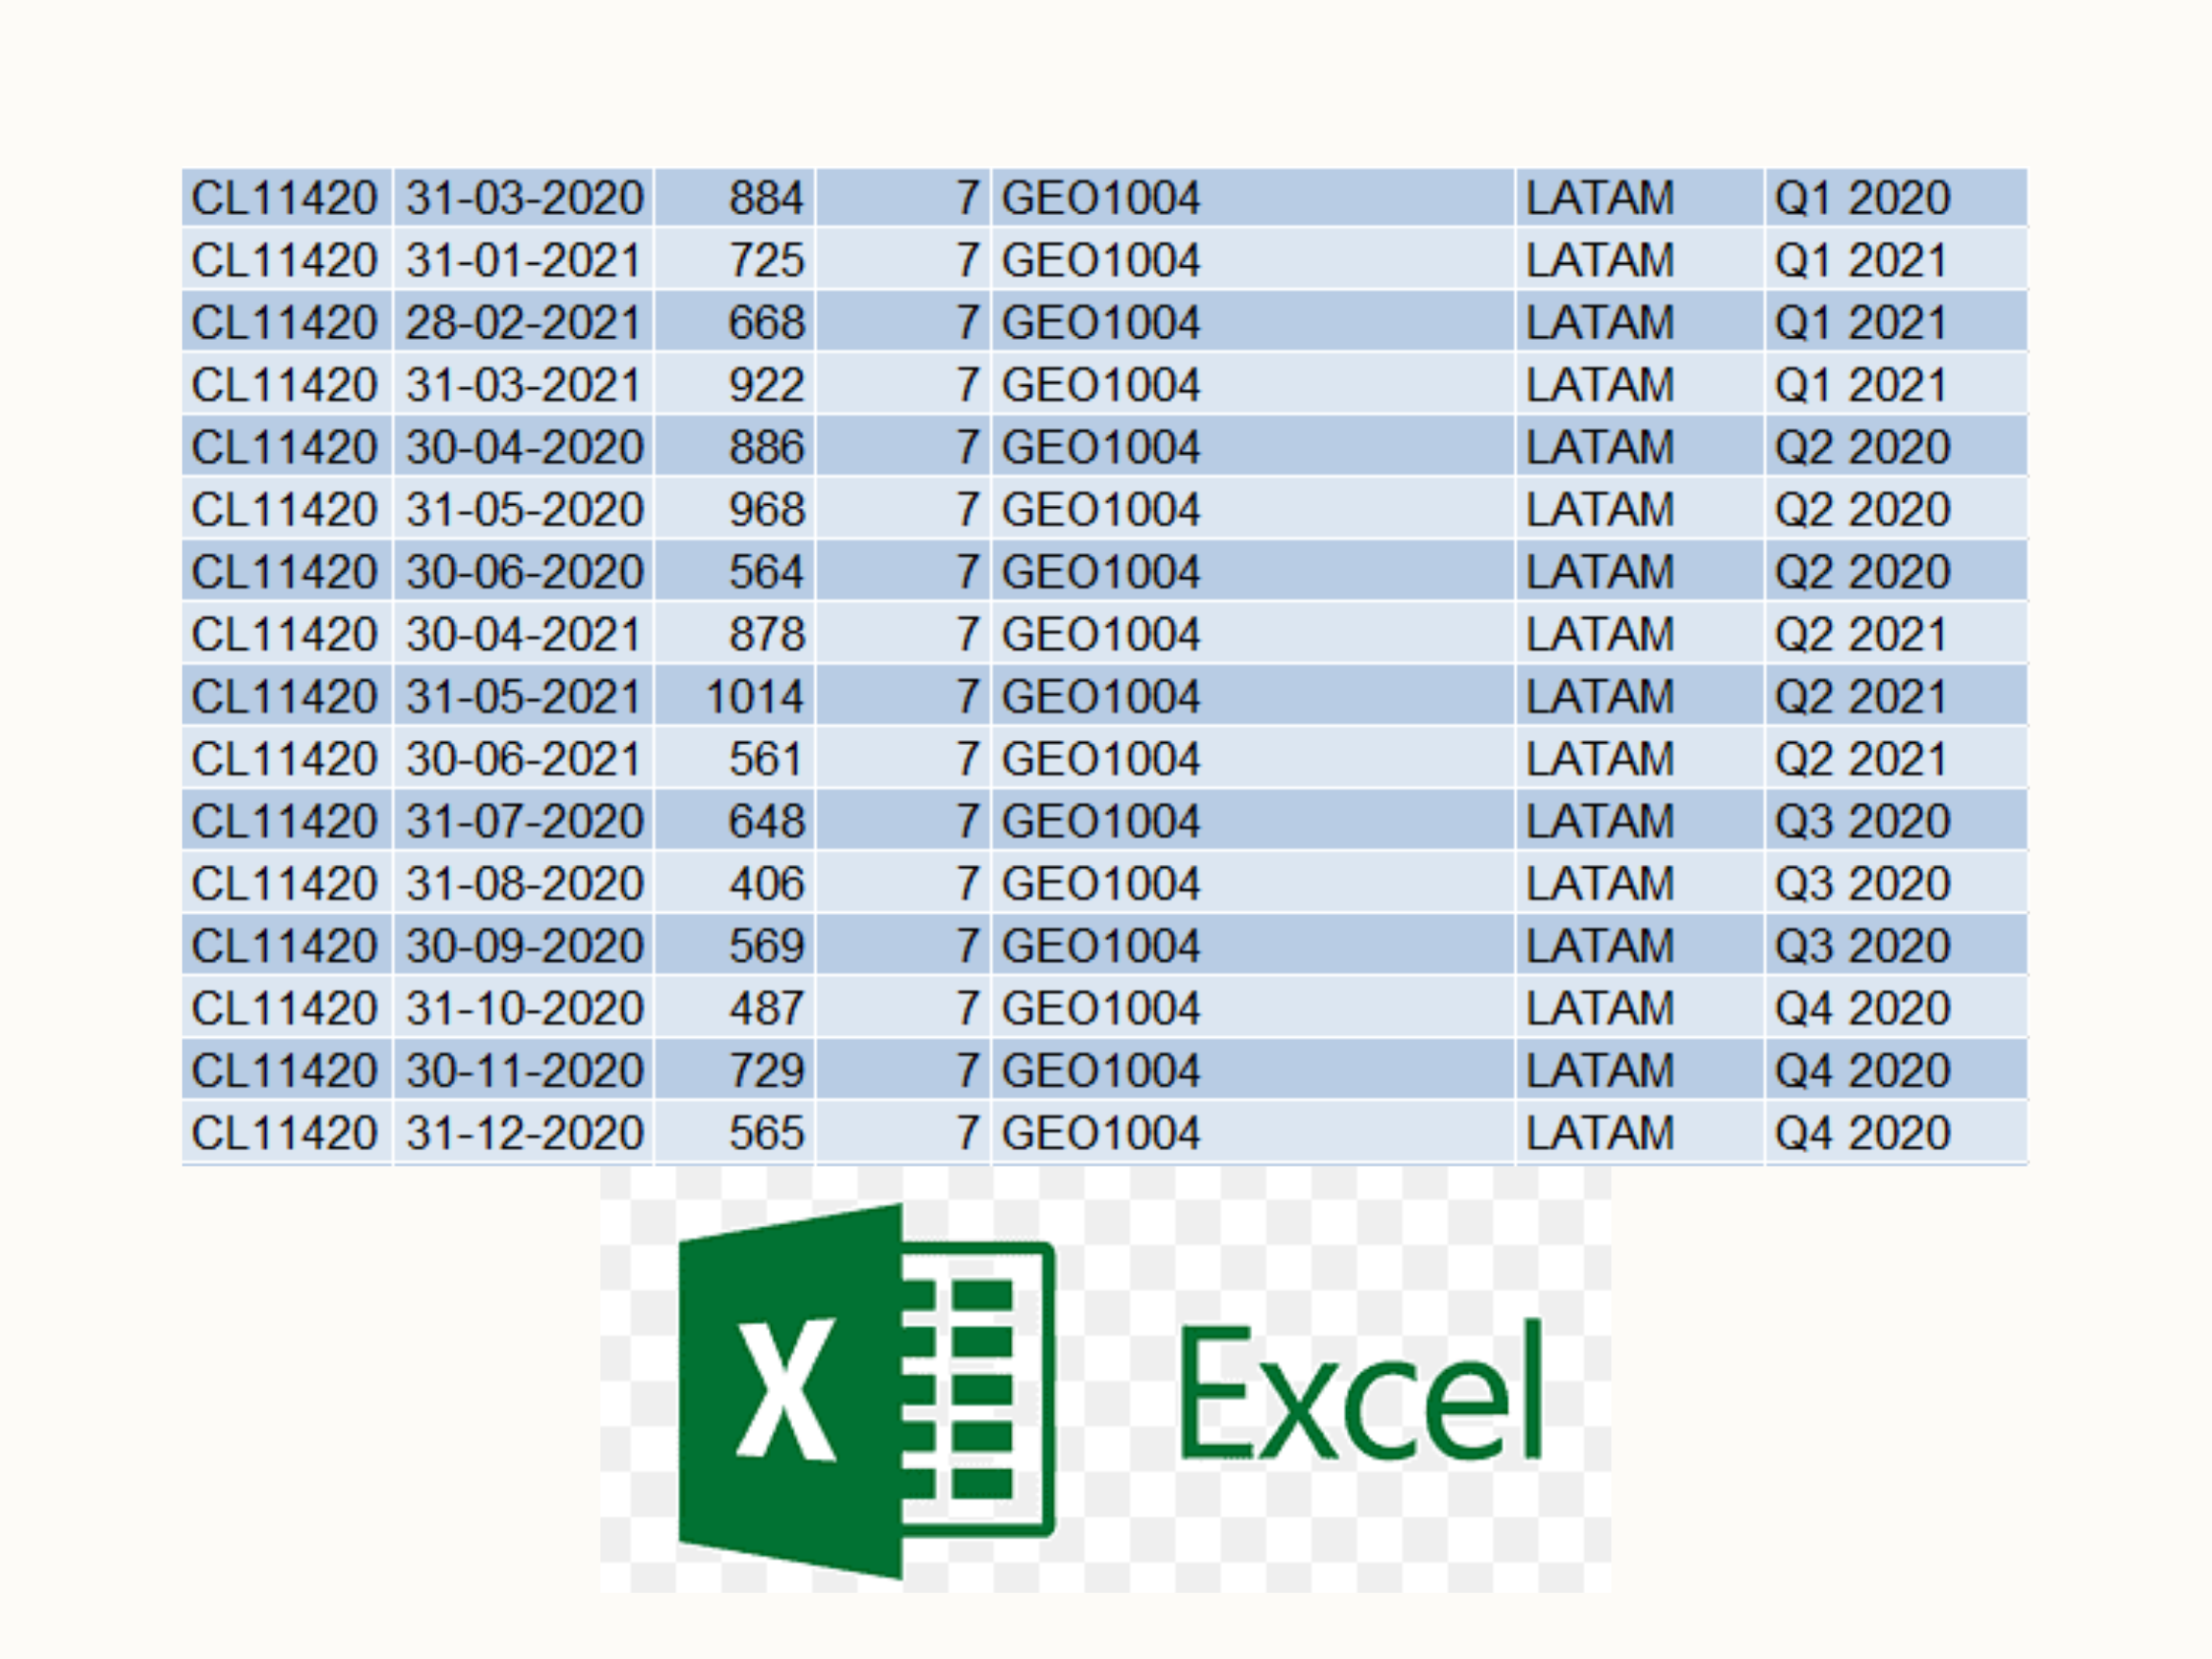 CL11420 31-03-2020 884 7 GEO1004 LATAM Q1 2020
CL11420 31-01-2021 725 7 GEO1004 LATAM Q1 2021
CL11420 28-02-2021 668 7 GEO1004 LATAM Q1 2021
CL11420 31-03-2021 922 7 GEO1004 LATAM Q1 2021
CL11420 30-04-2020 886 7 GEO1004 LATAM Q2 2020
CL11420 31-05-2020 968 7 GEO1004 LATAM Q2 2020
CL11420 30-06-2020 564 7 GEO1004 LATAM Q2 2020
CL11420 30-04-2021 878 7 GEO1004 LATAM Q2 2021
CL11420 31-05-2021 1014 7 GEO1004 LATAM Q2 2021
CL11420 30-06-2021 561 7 GEO1004 LATAM Q2 2021
CL11420 31-07-2020 648 7 GEO1004 LATAM Q3 2020
CL11420 31-08-2020 406 7 GEO1004 LATAM Q3 2020
CL11420 30-09-2020 569 7 GEO1004 LATAM Q3 2020
CL11420 31-10-2020 487 7 GEO1004 LATAM Q4 2020
CL11420 30-11-2020 729 7 GEO1004 LATAM Q4 2020
CL11420 31-12-2020 565 7 GEO1004 LATAM Q4 2020
X Excel